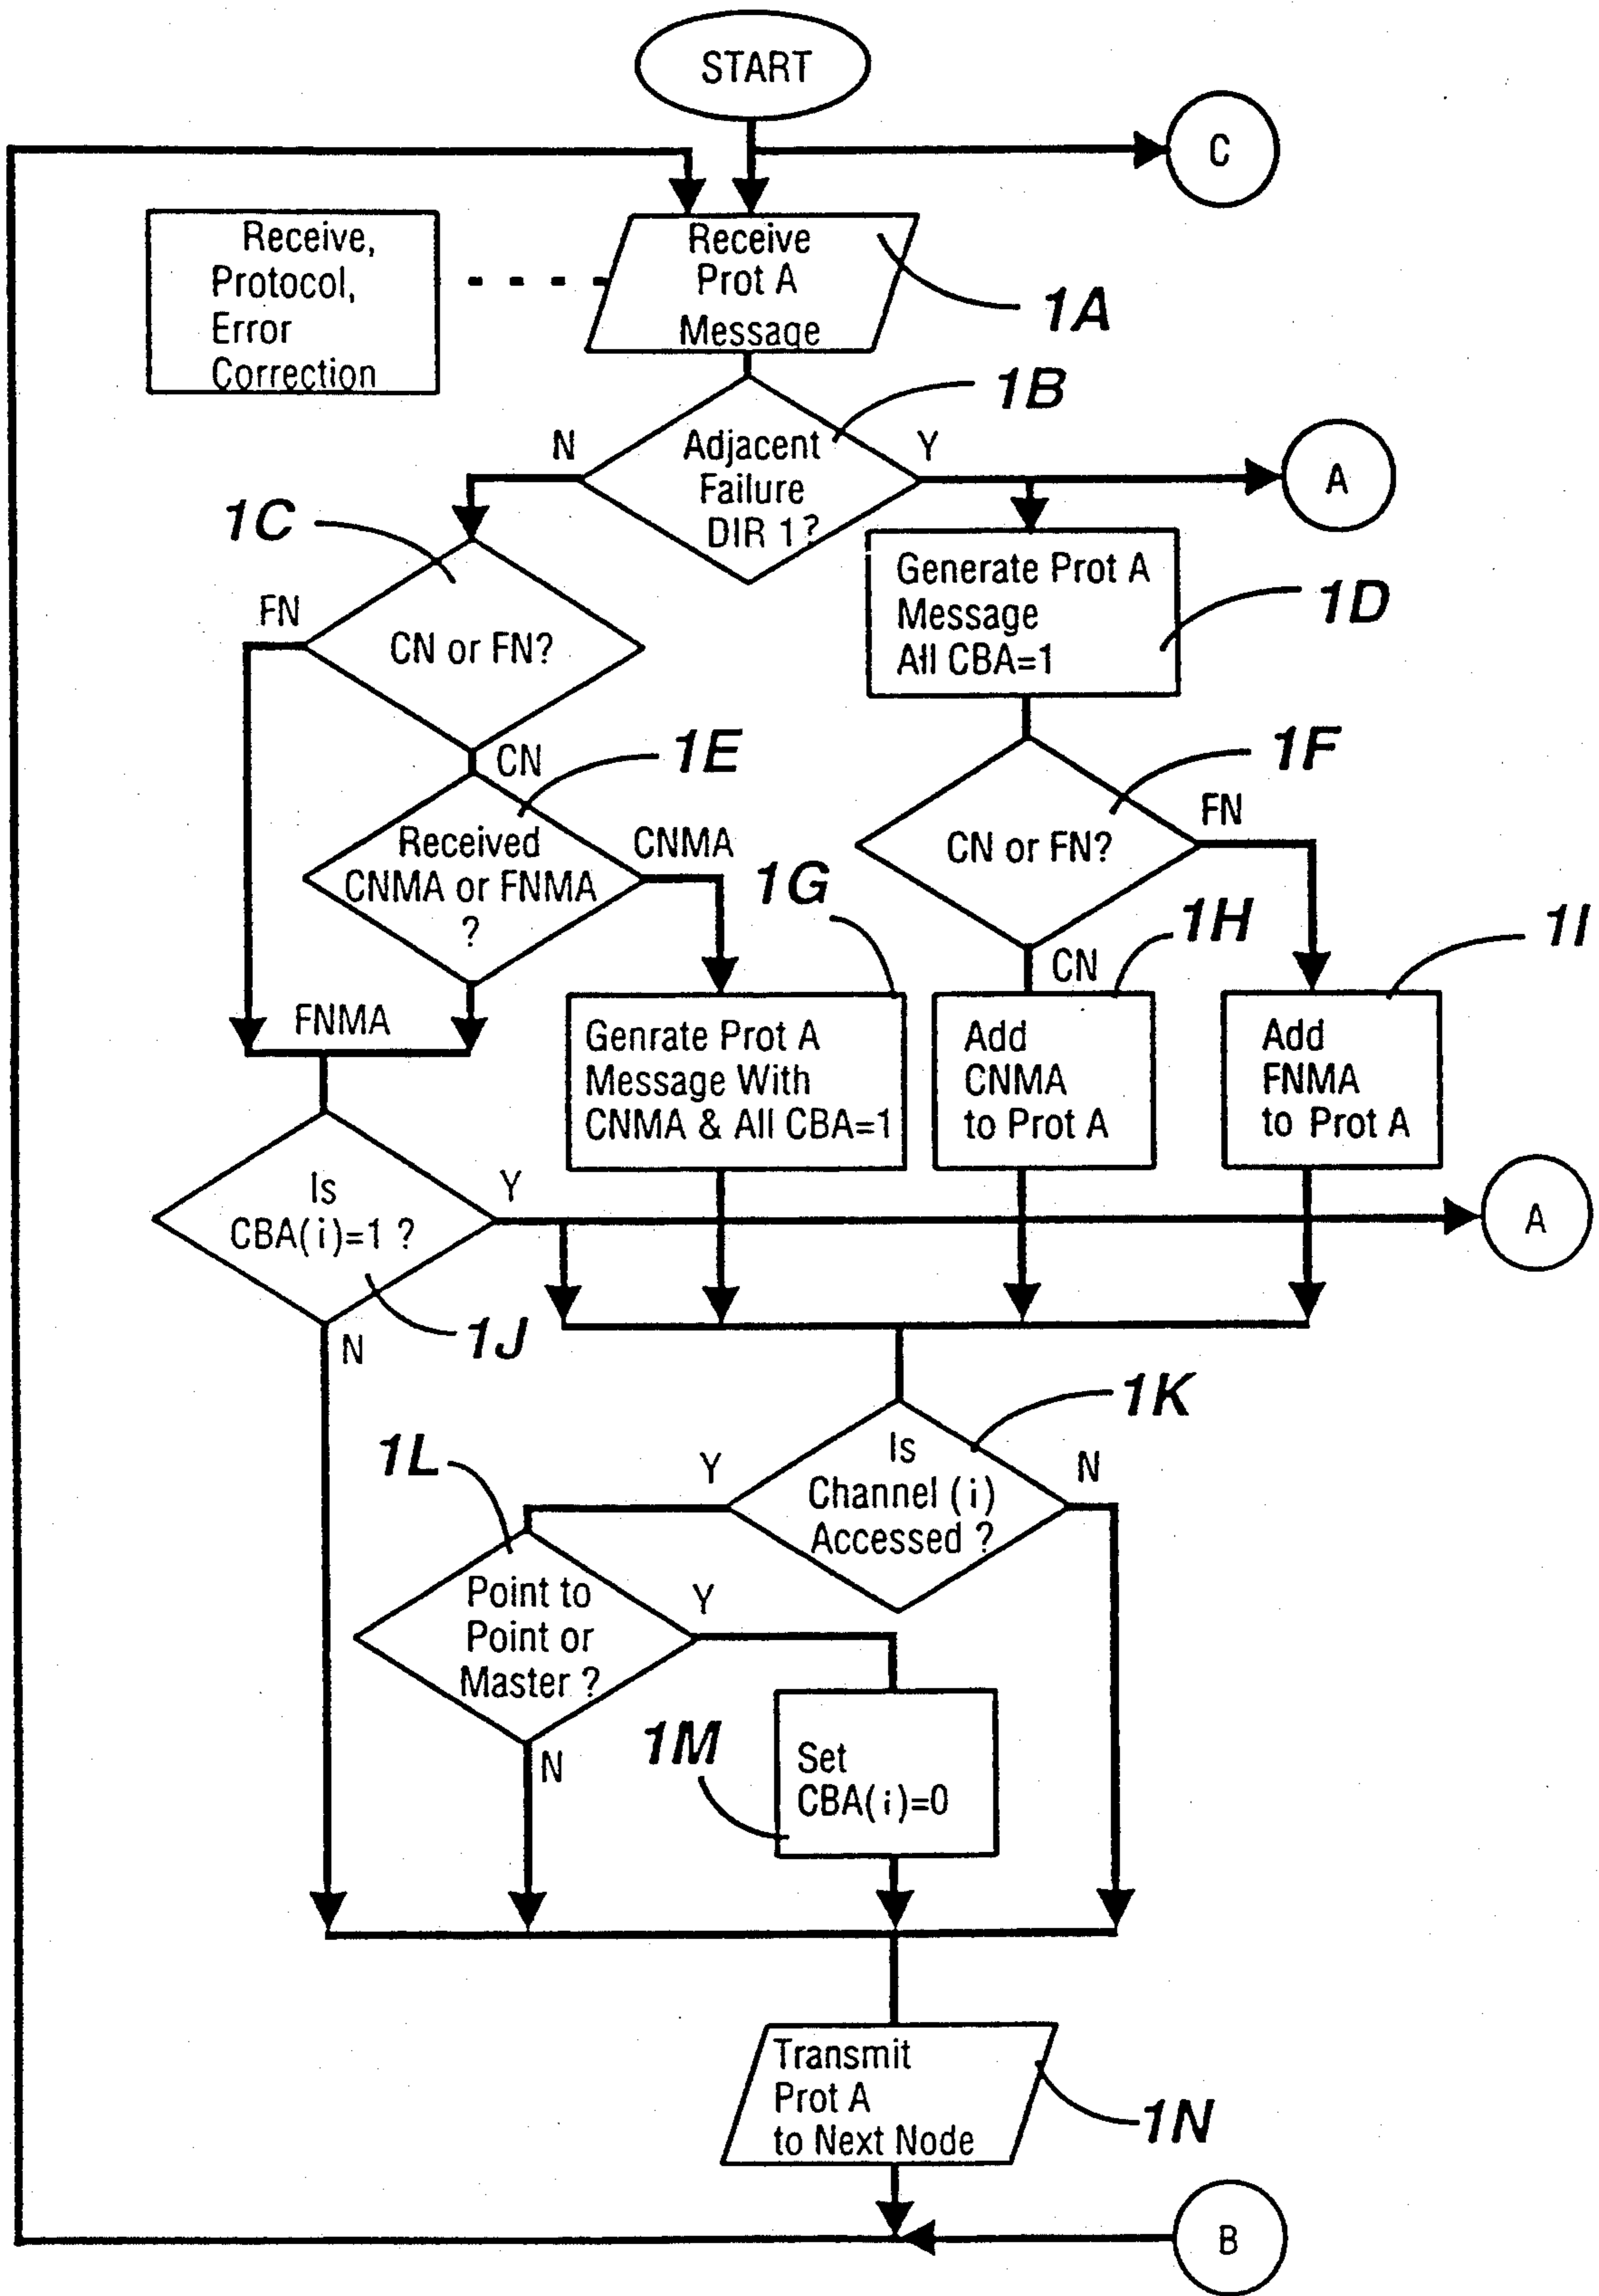 START
C
Receive,
Protocol,
Error
Correction
Receive
Prot A
Message
1A
1B
N
Adjacent
Failure
DIR 1?
Y
A
1C
FN
CN or FN?
CN
Generate Prot A
Message
All CBA=1
1D
1E
Received
CNMA or FNMA
?
CNMA
1F
CN or FN?
FN
CN
1G
1H
1I
FNMA
Genrate Prot A
Message With
CNMA & All CBA=1
Add
CNMA
to Prot A
Add
FNMA
to Prot A
Is
CBA(i)=1 ?
Y
A
1J
N
1K
Is
Channel (i)
Accessed ?
Y
N
1L
Point to
Point or
Master ?
Y
N
1M
Set
CBA(i)=0
Transmit
Prot A
to Next Node
1N
B